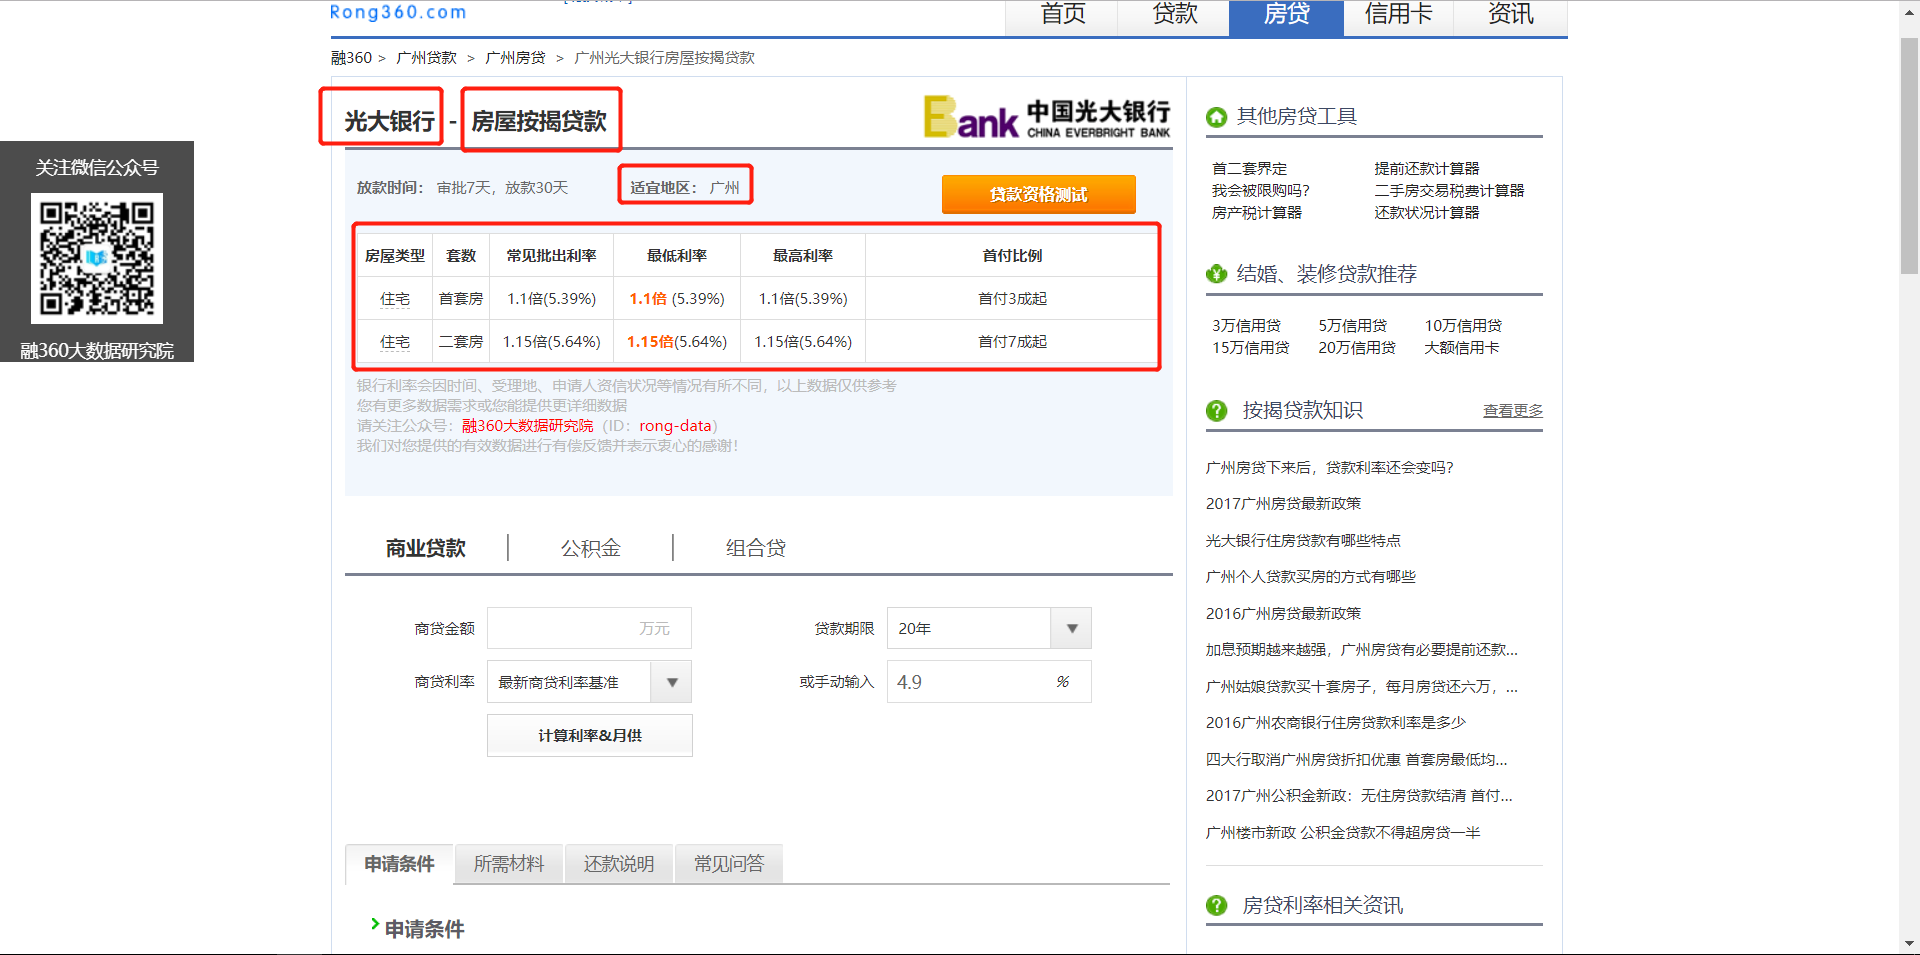 Rong360.com
首页 贷款 房贷 信用卡 资讯
融360 > 广州贷款 > 广州房贷 > 广州光大银行房屋按揭贷款
关注微信公众号
融360大数据研究院
光大银行 - 房屋按揭贷款
Bank 中国光大银行
CHINA EVERBRIGHT BANK
放款时间： 审批7天，放款30天 适宜地区： 广州
贷款资格测试
房屋类型 套数 常见批出利率 最低利率 最高利率 首付比例
住宅 首套房 1.1倍(5.39%) 1.1倍 (5.39%) 1.1倍(5.39%) 首付3成起
住宅 二套房 1.15倍(5.64%) 1.15倍(5.64%) 1.15倍(5.64%) 首付7成起
银行利率会因时间、受理地、申请人资信状况等情况有所不同，以上数据仅供参考
您有更多数据需求或您能提供更详细数据
请关注公众号：融360大数据研究院（ID：rong-data）
我们对您提供的有效数据进行有偿反馈并表示衷心的感谢！
商业贷款 公积金 组合贷
商贷金额 万元 贷款期限 20年
商贷利率 最新商贷利率基准 或手动输入 4.9 %
计算利率&月供
申请条件 所需材料 还款说明 常见问答
申请条件
其他房贷工具
首二套界定 提前还款计算器
我会被限购吗？ 二手房交易税费计算器
房产税计算器 还款状况计算器
结婚、装修贷款推荐
3万信用贷 5万信用贷 10万信用贷
15万信用贷 20万信用贷 大额信用卡
按揭贷款知识 查看更多
广州房贷下来后，贷款利率还会变吗？
2017广州房贷最新政策
光大银行住房贷款有哪些特点
广州个人贷款买房的方式有哪些
2016广州房贷最新政策
加息预期越来越强，广州房贷有必要提前还款...
广州姑娘贷款买十套房子，每月房贷还六万，...
2016广州农商银行住房贷款利率是多少
四大行取消广州房贷折扣优惠 首套房最低均...
2017广州公积金新政：无住房贷款结清 首付...
广州楼市新政 公积金贷款不得超房贷一半
房贷利率相关资讯